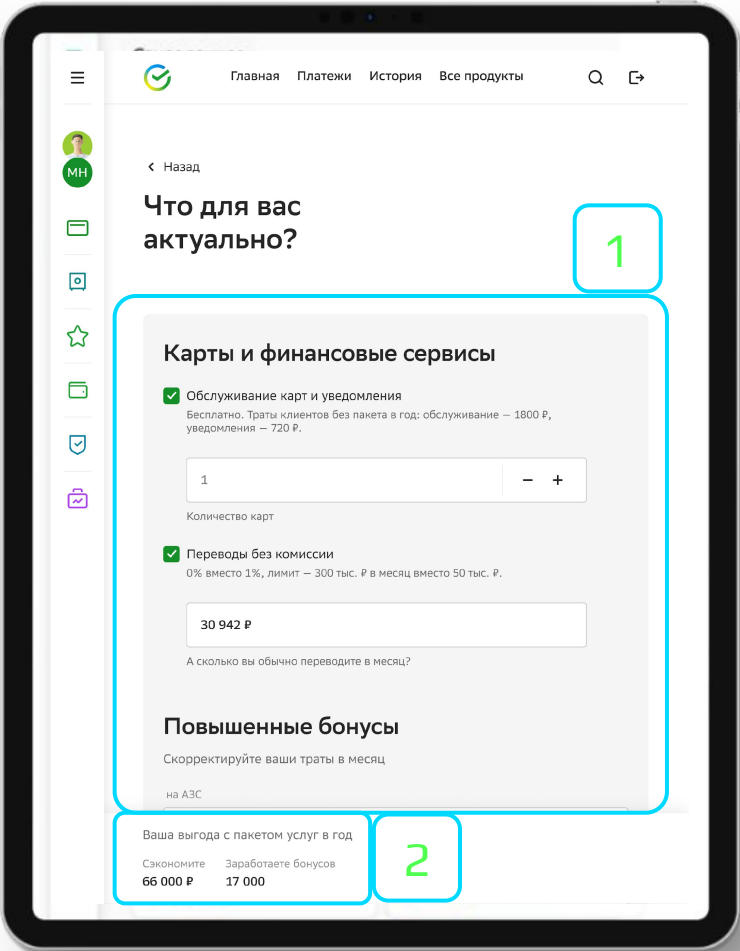 Главная Платежи История Все продукты
МН
Назад
Что для вас
актуально?
1
Карты и финансовые сервисы
Обслуживание карт и уведомления
Бесплатно. Траты клиентов без пакета в год: обслуживание — 1800 ₽,
уведомления — 720 ₽.
1
Количество карт
Переводы без комиссии
0% вместо 1%, лимит — 300 тыс. ₽ в месяц вместо 50 тыс. ₽.
30 942 ₽
А сколько вы обычно переводите в месяц?
Повышенные бонусы
Скорректируйте ваши траты в месяц
на АЗС
Ваша выгода с пакетом услуг в год
Сэкономите Заработаете бонусов
66 000 ₽ 17 000
2